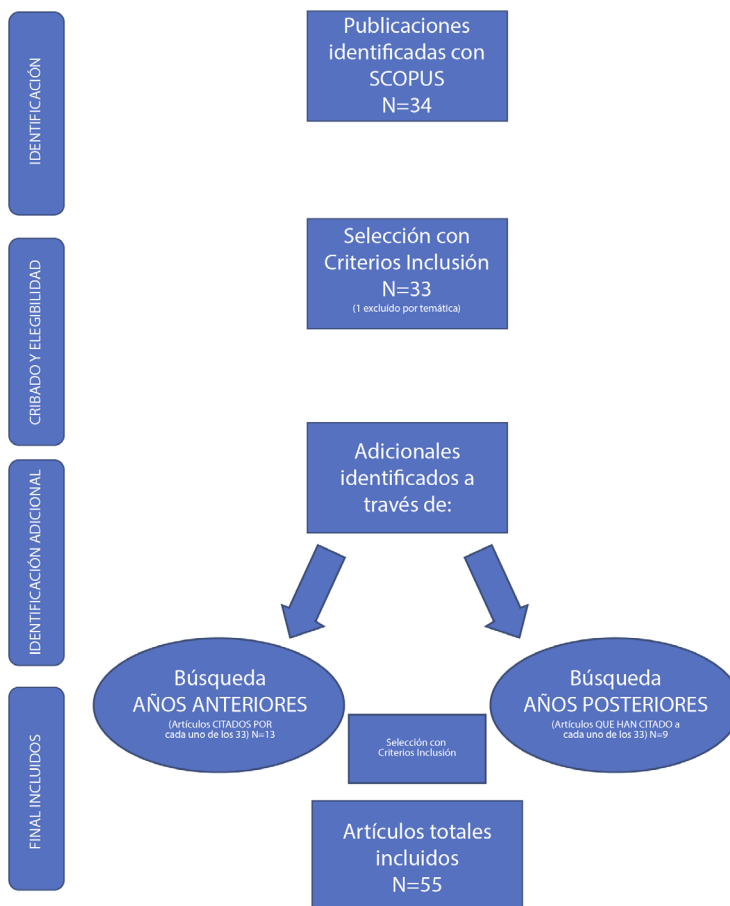 IDENTIFICACIÓN
Publicaciones
identificadas con
SCOPUS
N=34
CRIBADO Y ELEGIBILIDAD
Selección con
Criterios Inclusión
N=33
(1 excluído por temática)
IDENTIFICACIÓN ADICIONAL
Adicionales
identificados a
través de:
Búsqueda
AÑOS ANTERIORES
(Artículos CITADOS POR
cada uno de los 33) N=13
Búsqueda
AÑOS POSTERIORES
(Artículos QUE HAN CITADO a
cada uno de los 33) N=9
FINAL INCLUIDOS
Selección con
Criterios Inclusión
Artículos totales
incluidos
N=55